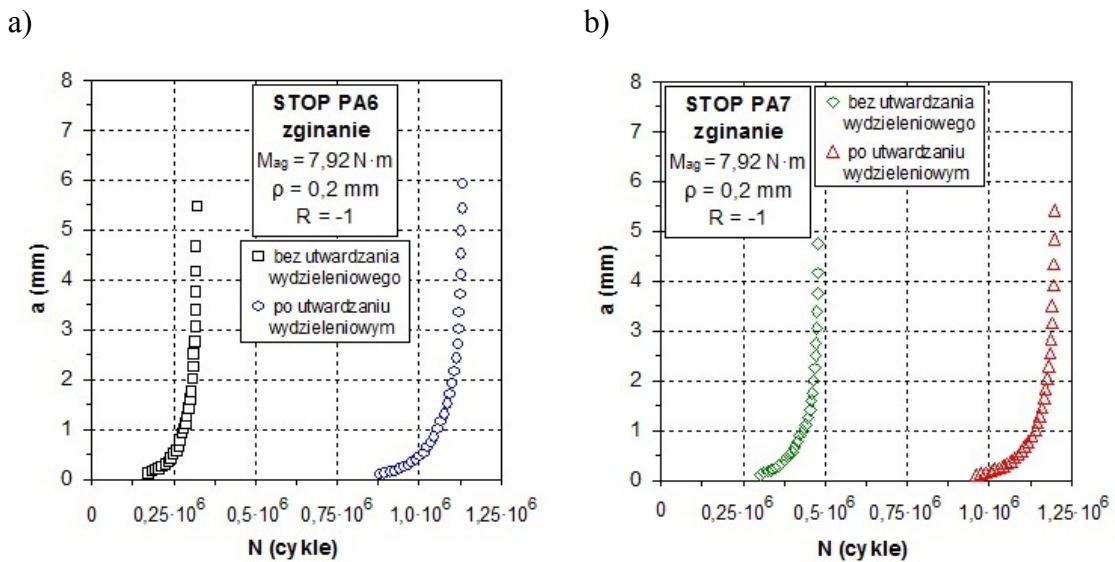 a)
8
7
6
5
4
3
2
1
0
a (mm)
STOP PA6
zginanie
Mag = 7,92 N·m
ρ = 0,2 mm
R = -1
bez utwardzania
wydzieleniowego
po utwardzaniu
wydzieleniowym
0 0,25·10⁶ 0,5·10⁶ 0,75·10⁶ 1,0·10⁶ 1,25·10⁶
N (cykle)
b)
8
7
6
5
4
3
2
1
0
a (mm)
STOP PA7
zginanie
Mag = 7,92 N·m
ρ = 0,2 mm
R = -1
bez utwardzania
wydzieleniowego
po utwardzaniu
wydzieleniowym
0 0,25·10⁶ 0,5·10⁶ 0,75·10⁶ 1,0·10⁶ 1,25·10⁶
N (cykle)